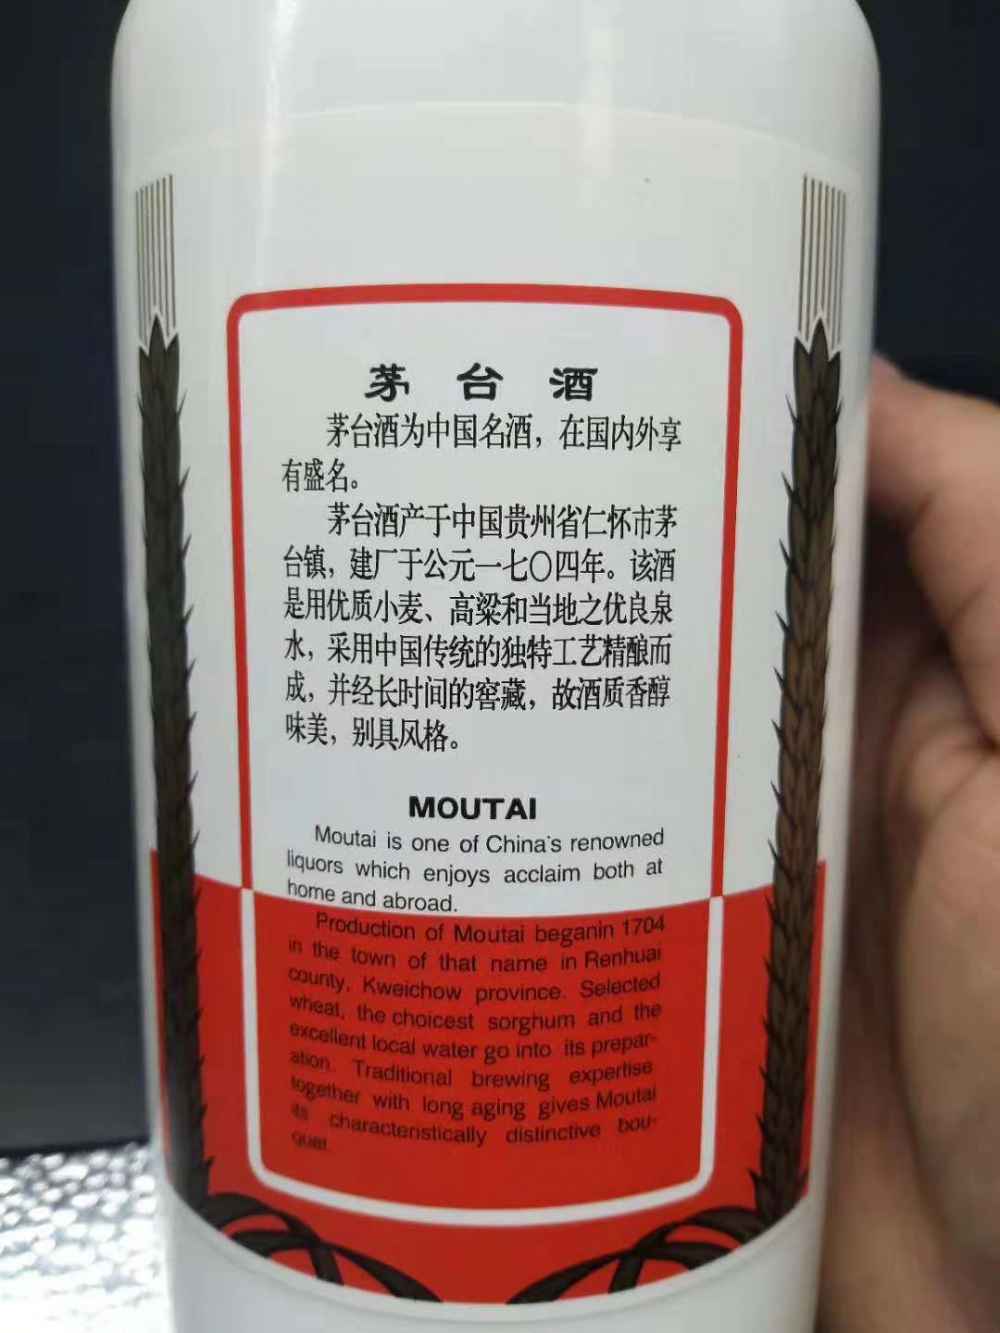 茅台酒
茅台酒为中国名酒，在国内外享
有盛名。
茅台酒产于中国贵州省仁怀市茅
台镇，建厂于公元一七〇四年。该酒
是用优质小麦、高粱和当地之优良泉
水，采用中国传统的独特工艺精酿而
成，并经长时间的窖藏，故酒质香醇
味美，别具风格。
MOUTAI
Moutai is one of China's renowned
liquors which enjoys acclaim both at
home and abroad.
Production of Moutai beganin 1704
in the town of that name in Renhuai
county, Kweichow province. Selected
wheat, the choicest sorghum and the
excellent local water go into its prepar-
ation. Traditional brewing expertise
together with long aging gives Moutai
its characteristically distinctive bou-
quet.